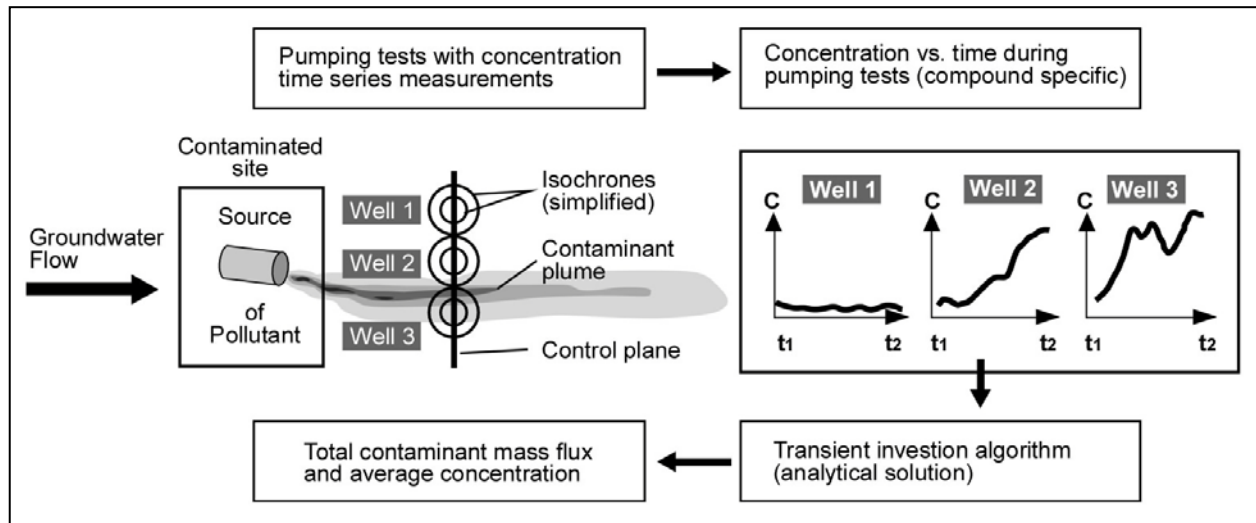 Pumping tests with concentration
time series measurements
Concentration vs. time during
pumping tests (compound specific)
Contaminated
site
Source
of
Pollutant
Groundwater
Flow
Well 1
Well 2
Well 3
Isochrones
(simplified)
Contaminant
plume
Control plane
Well 1
C
t1
t2
Well 2
C
t1
t2
Well 3
C
t1
t2
Total contaminant mass flux
and average concentration
Transient investion algorithm
(analytical solution)